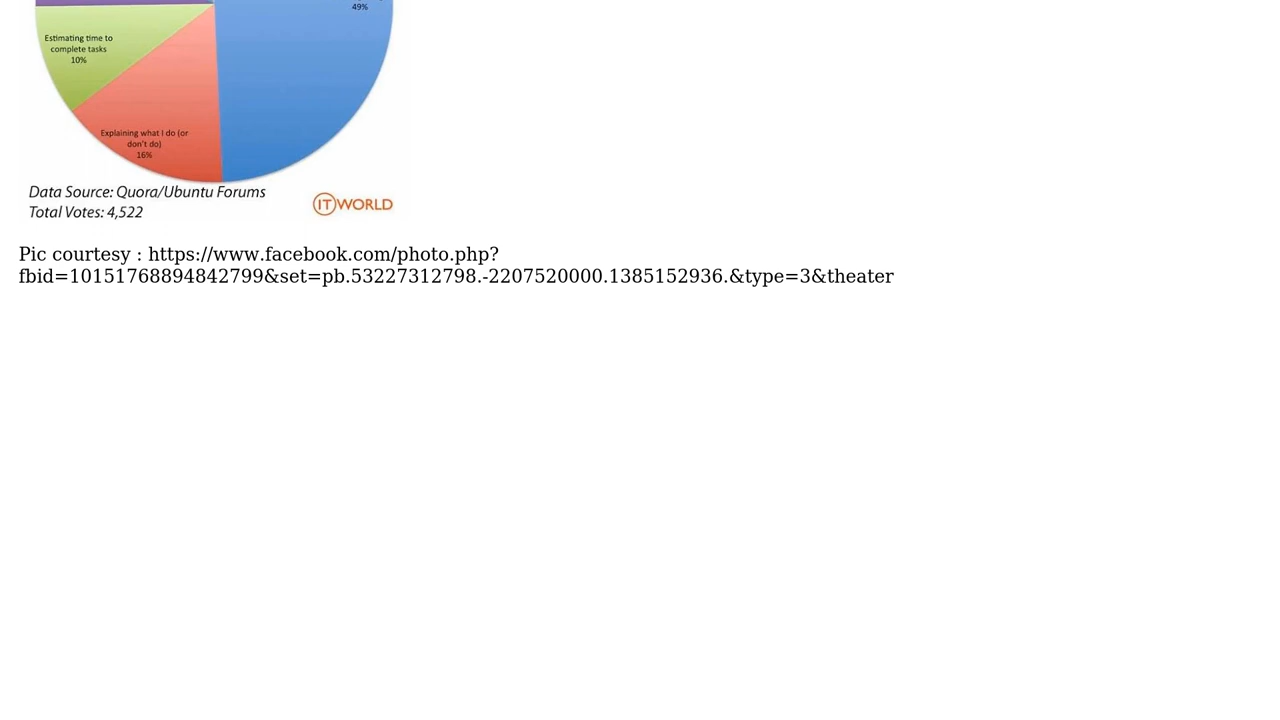 49%
Estimating time to
complete tasks
10%
Explaining what I do (or
don't do)
16%
Data Source: Quora/Ubuntu Forums
Total Votes: 4,522
ITWORLD
Pic courtesy : https://www.facebook.com/photo.php?
fbid=10151768894842799&set=pb.53227312798.-2207520000.1385152936.&type=3&theater